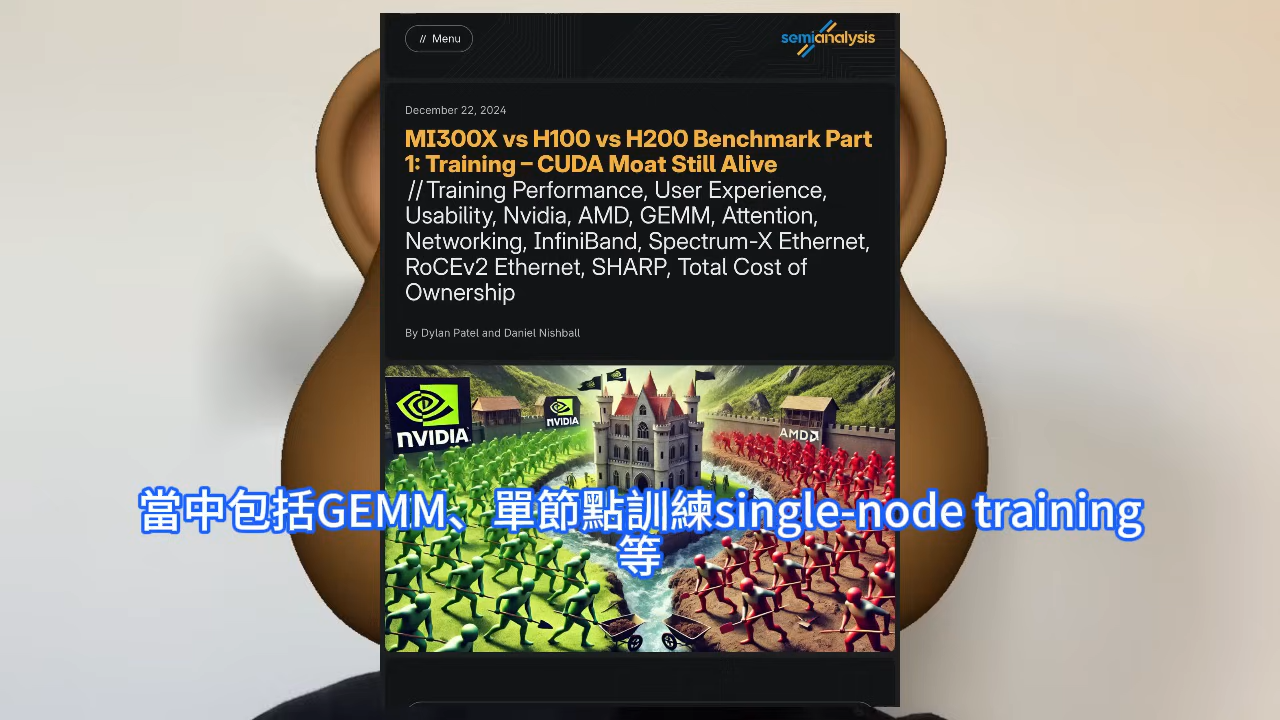 // Menu
semianalysis
December 22, 2024
MI300X vs H100 vs H200 Benchmark Part
1: Training – CUDA Moat Still Alive
// Training Performance, User Experience,
Usability, Nvidia, AMD, GEMM, Attention,
Networking, InfiniBand, Spectrum-X Ethernet,
RoCEv2 Ethernet, SHARP, Total Cost of
Ownership
By Dylan Patel and Daniel Nishball
NVIDIA
NVIDIA
AMD
當中包括GEMM、單節點訓練single-node training
等